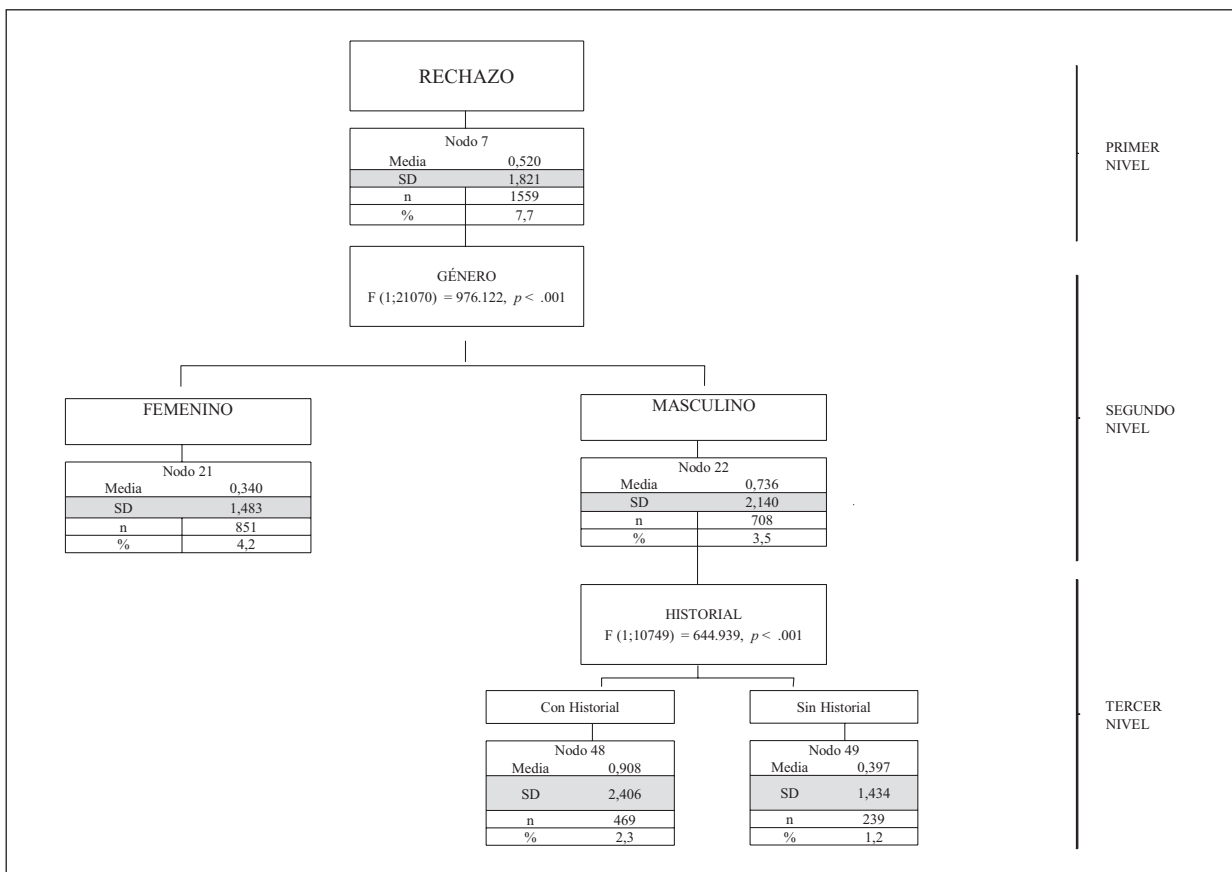 RECHAZO
Nodo 7
Media 0,520
SD 1,821
n 1559
% 7,7
PRIMER
NIVEL
GÉNERO
F (1;21070) = 976.122, p < .001
FEMENINO
Nodo 21
Media 0,340
SD 1,483
n 851
% 4,2
MASCULINO
Nodo 22
Media 0,736
SD 2,140
n 708
% 3,5
SEGUNDO
NIVEL
HISTORIAL
F (1;10749) = 644.939, p < .001
Con Historial
Nodo 48
Media 0,908
SD 2,406
n 469
% 2,3
Sin Historial
Nodo 49
Media 0,397
SD 1,434
n 239
% 1,2
TERCER
NIVEL